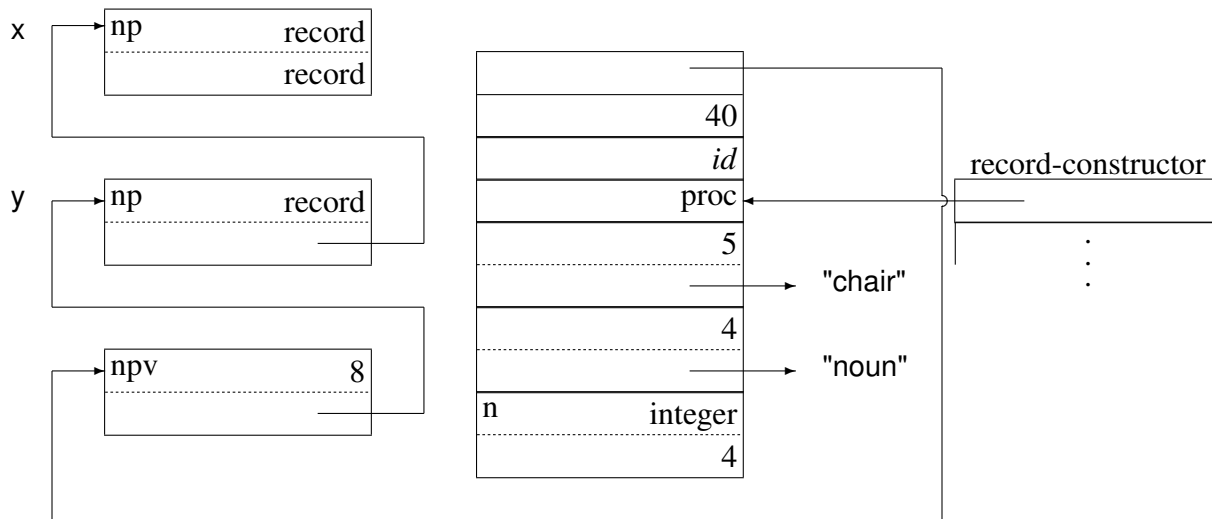 x
np record
record
y
np record
npv 8
40
id
proc
5
"chair"
4
"noun"
n integer
4
record-constructor